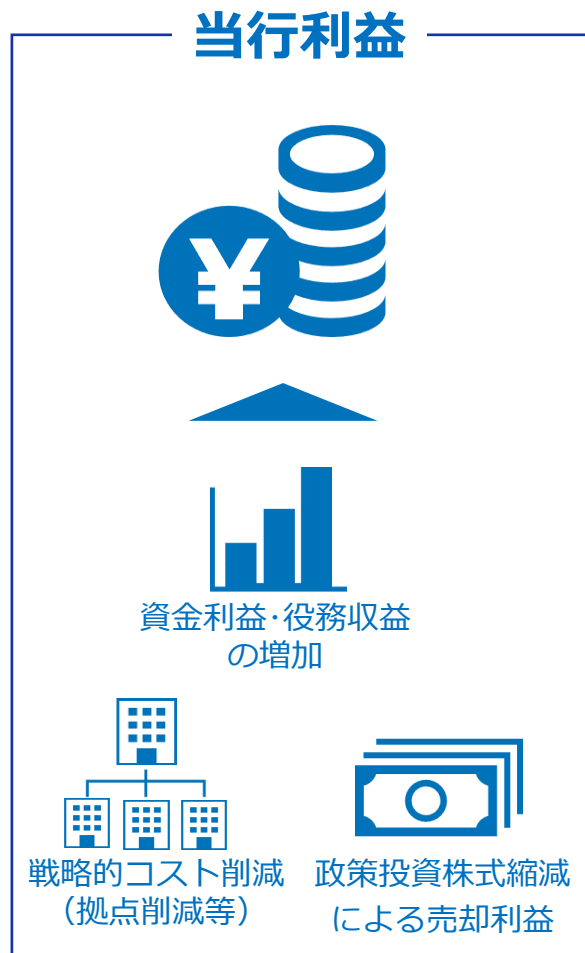 当行利益
¥
資金利益･役務収益
の増加
戦略的コスト削減
（拠点削減等）
政策投資株式縮減
による売却利益